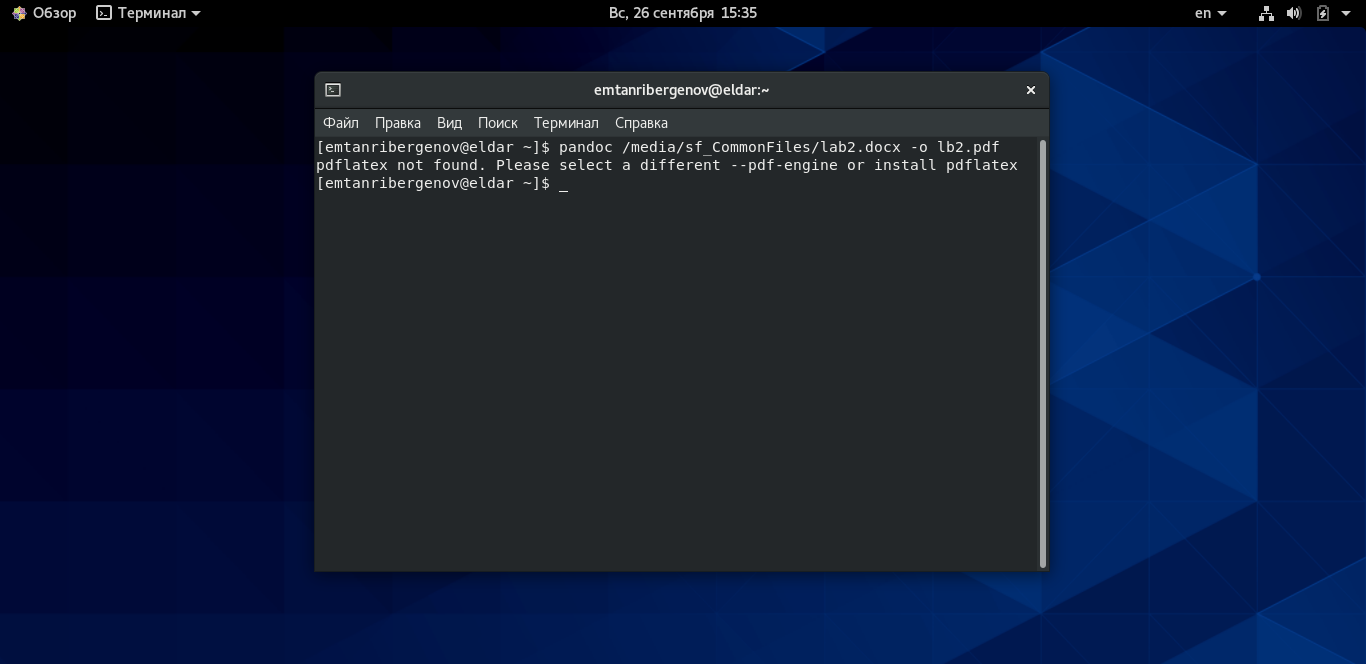 Обзор Терминал Вс, 26 сентября 15:35 en
emtanribergenov@eldar:~
Файл Правка Вид Поиск Терминал Справка
[emtanribergenov@eldar ~]$ pandoc /media/sf_CommonFiles/lab2.docx -o lb2.pdf
pdflatex not found. Please select a different --pdf-engine or install pdflatex
[emtanribergenov@eldar ~]$ _